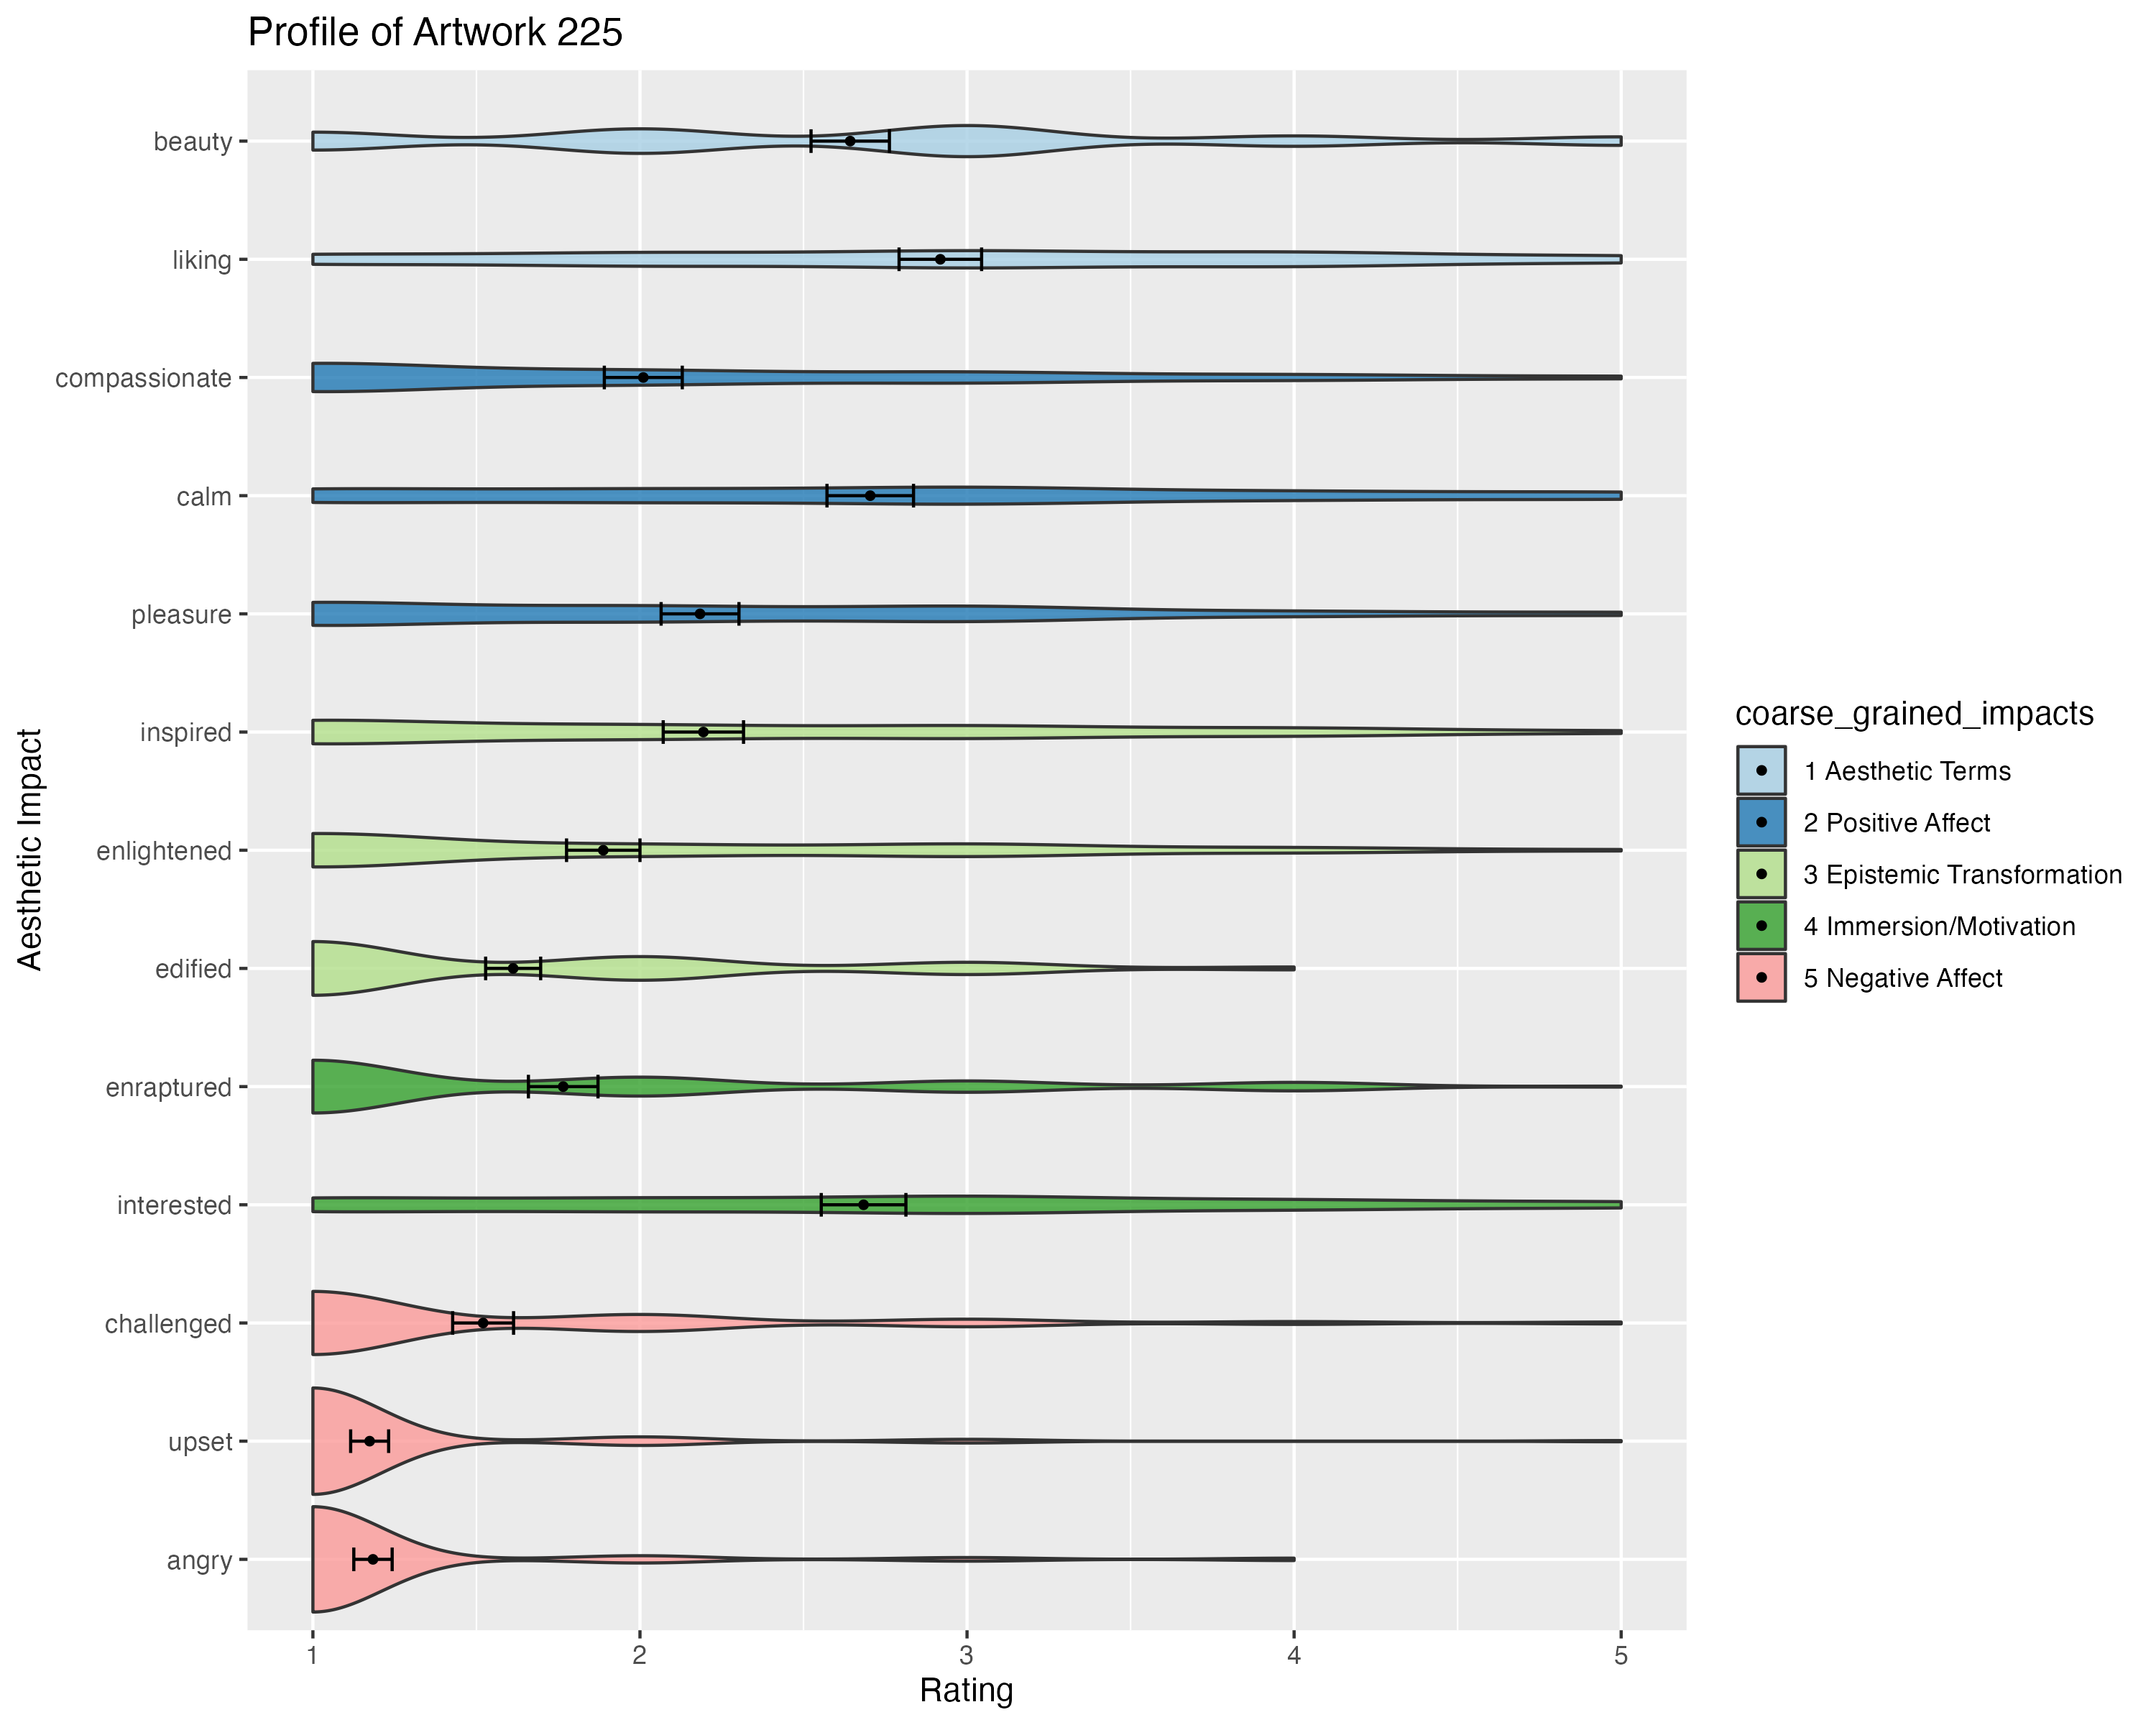 Profile of Artwork 225
beauty
liking
compassionate
calm
pleasure
inspired
enlightened
edified
enraptured
interested
challenged
upset
angry
Aesthetic Impact
1 2 3 4 5
Rating
coarse_grained_impacts
1 Aesthetic Terms
2 Positive Affect
3 Epistemic Transformation
4 Immersion/Motivation
5 Negative Affect